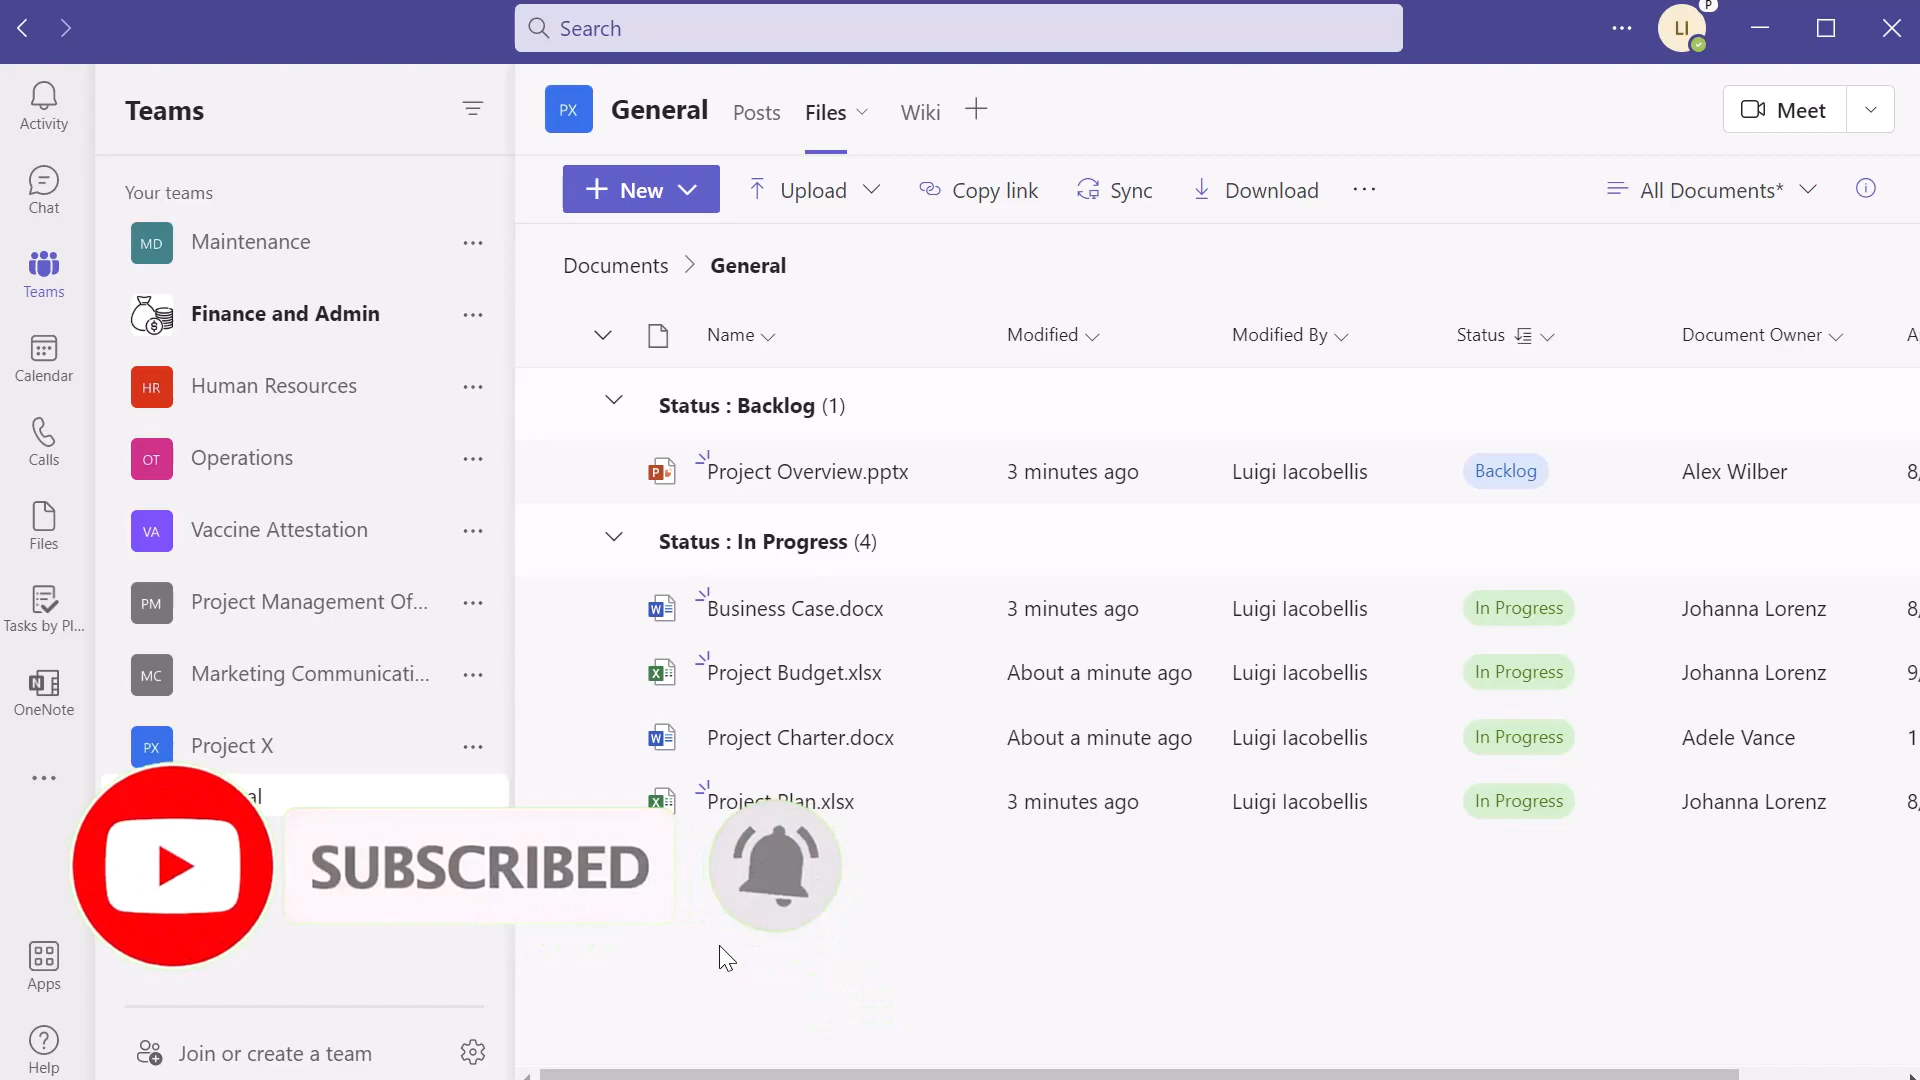 Search
LI
P
Activity
Chat
Teams
Calendar
Calls
Files
Tasks by Pl...
OneNote
Apps
Help
Teams
Your teams
MD Maintenance
Finance and Admin
HR Human Resources
OT Operations
VA Vaccine Attestation
PM Project Management Of...
MC Marketing Communicati...
PX Project X
al
Join or create a team
PX General Posts Files Wiki
Meet
New Upload Copy link Sync Download All Documents*
Documents > General
Name Modified Modified By Status Document Owner A
Status : Backlog (1)
Project Overview.pptx 3 minutes ago Luigi Iacobellis Backlog Alex Wilber 8/
Status : In Progress (4)
Business Case.docx 3 minutes ago Luigi Iacobellis In Progress Johanna Lorenz 8/
Project Budget.xlsx About a minute ago Luigi Iacobellis In Progress Johanna Lorenz 9/
Project Charter.docx About a minute ago Luigi Iacobellis In Progress Adele Vance 1
Project Plan.xlsx 3 minutes ago Luigi Iacobellis In Progress Johanna Lorenz 8/
SUBSCRIBED